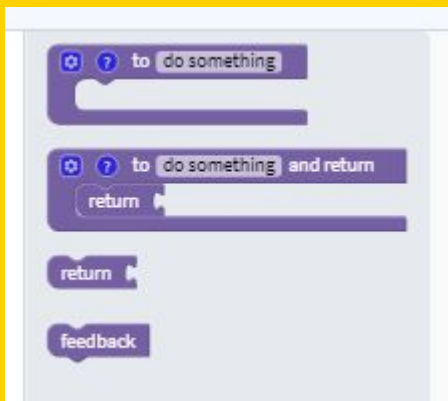 ? to do something
? to do something and return
return
return
feedback